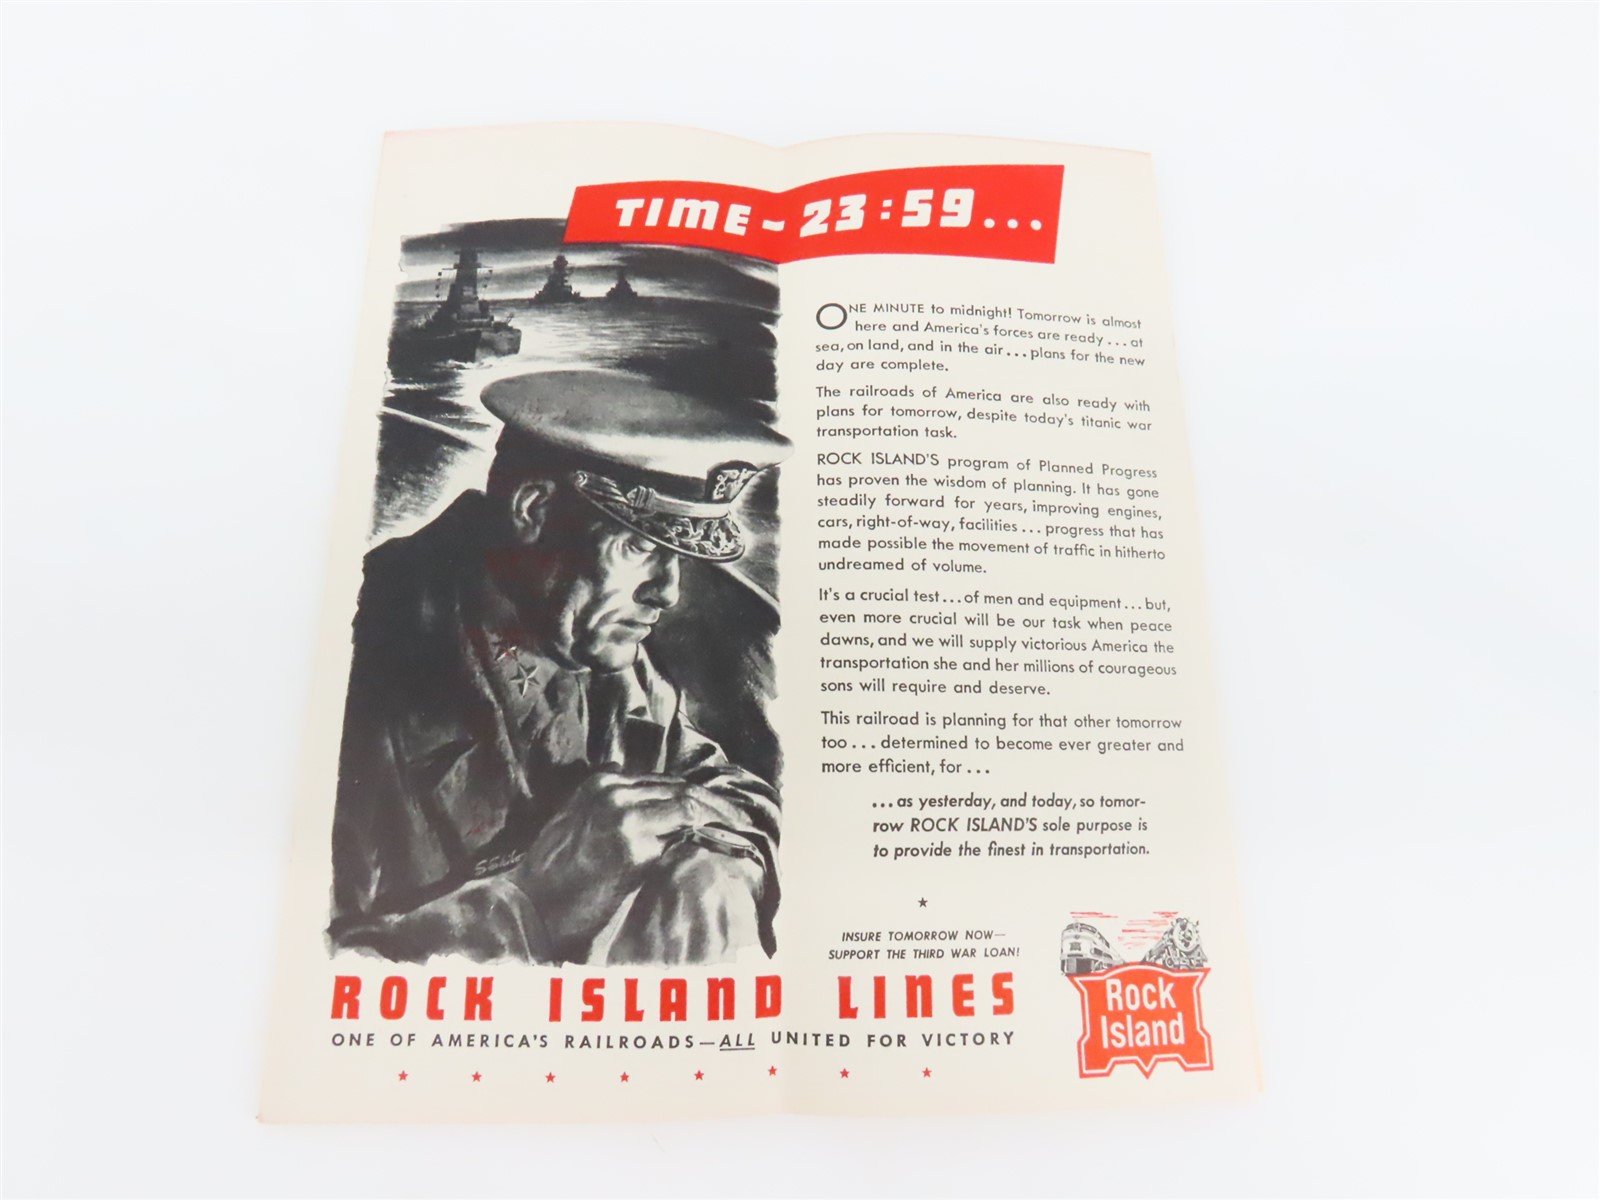 TIME~23:59...
ONE MINUTE to midnight! Tomorrow is almost
here and America's forces are ready...at
sea, on land, and in the air...plans for the new
day are complete.
The railroads of America are also ready with
plans for tomorrow, despite today's titanic war
transportation task.
ROCK ISLAND'S program of Planned Progress
has proven the wisdom of planning. It has gone
steadily forward for years, improving engines,
cars, right-of-way, facilities...progress that has
made possible the movement of traffic in hitherto
undreamed of volume.
It's a crucial test...of men and equipment...but,
even more crucial will be our task when peace
dawns, and we will supply victorious America the
transportation she and her millions of courageous
sons will require and deserve.
This railroad is planning for that other tomorrow
too...determined to become ever greater and
more efficient, for...
...as yesterday, and today, so tomor-
row ROCK ISLAND'S sole purpose is
to provide the finest in transportation.
INSURE TOMORROW NOW—
SUPPORT THE THIRD WAR LOAN!
ROCK ISLAND LINES
ONE OF AMERICA'S RAILROADS—ALL UNITED FOR VICTORY
Rock
Island